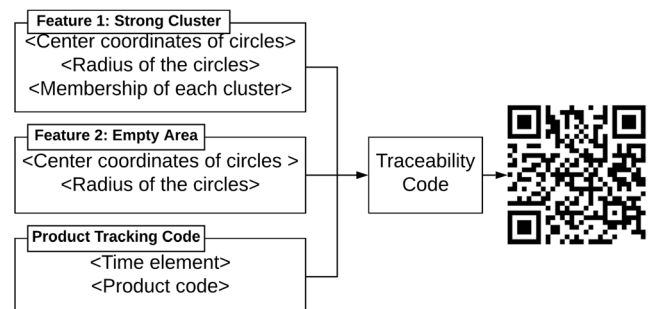 Feature 1: Strong Cluster
<Center coordinates of circles>
<Radius of the circles>
<Membership of each cluster>
Feature 2: Empty Area
<Center coordinates of circles >
<Radius of the circles>
Product Tracking Code
<Time element>
<Product code>
Traceability
Code